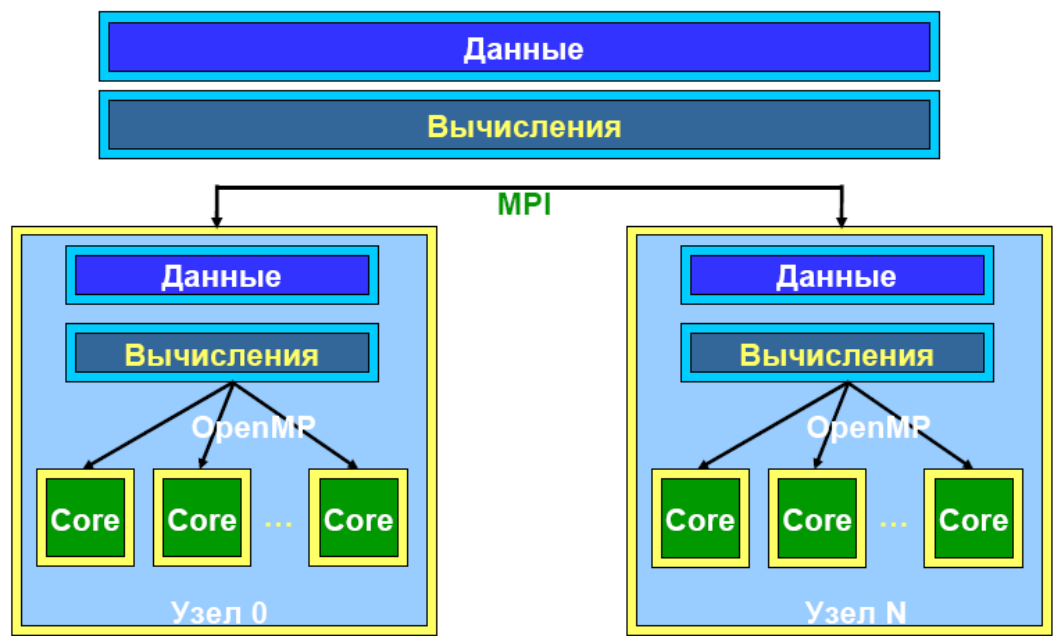 Данные
Вычисления
MPI
Данные
Вычисления
OpenMP
Core Core ... Core
Узел 0
Данные
Вычисления
OpenMP
Core Core ... Core
Узел N